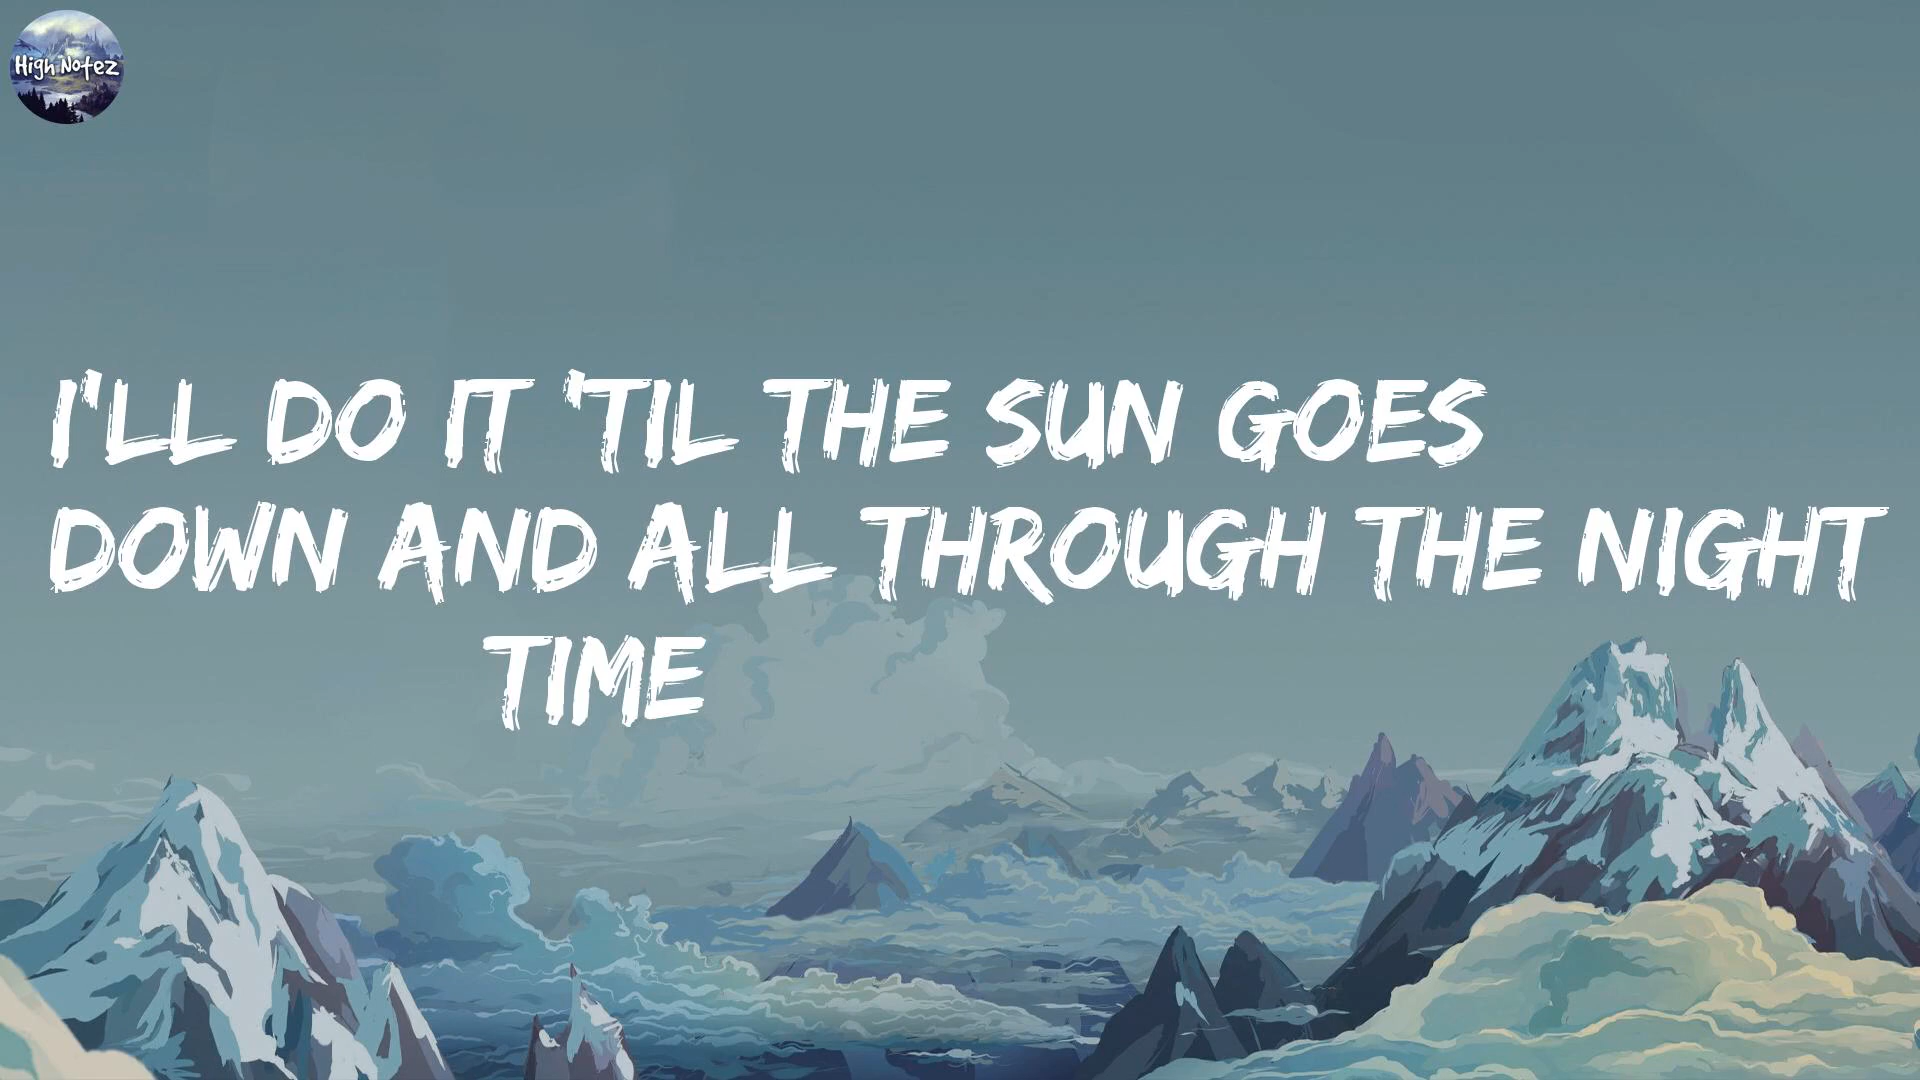 High Notez
I'LL DO IT 'TIL THE SUN GOES
DOWN AND ALL THROUGH THE NIGHT
TIME